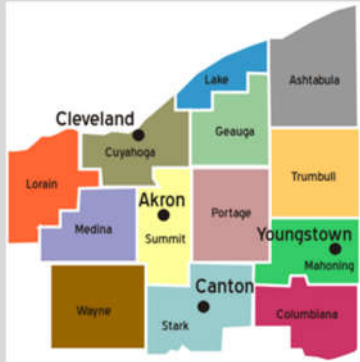 Lake
Ashtabula
Cleveland
Geauga
Cuyahoga
Lorain
Trumbull
Akron
Portage
Medina
Summit
Youngstown
Mahoning
Canton
Wayne
Stark
Columbiana